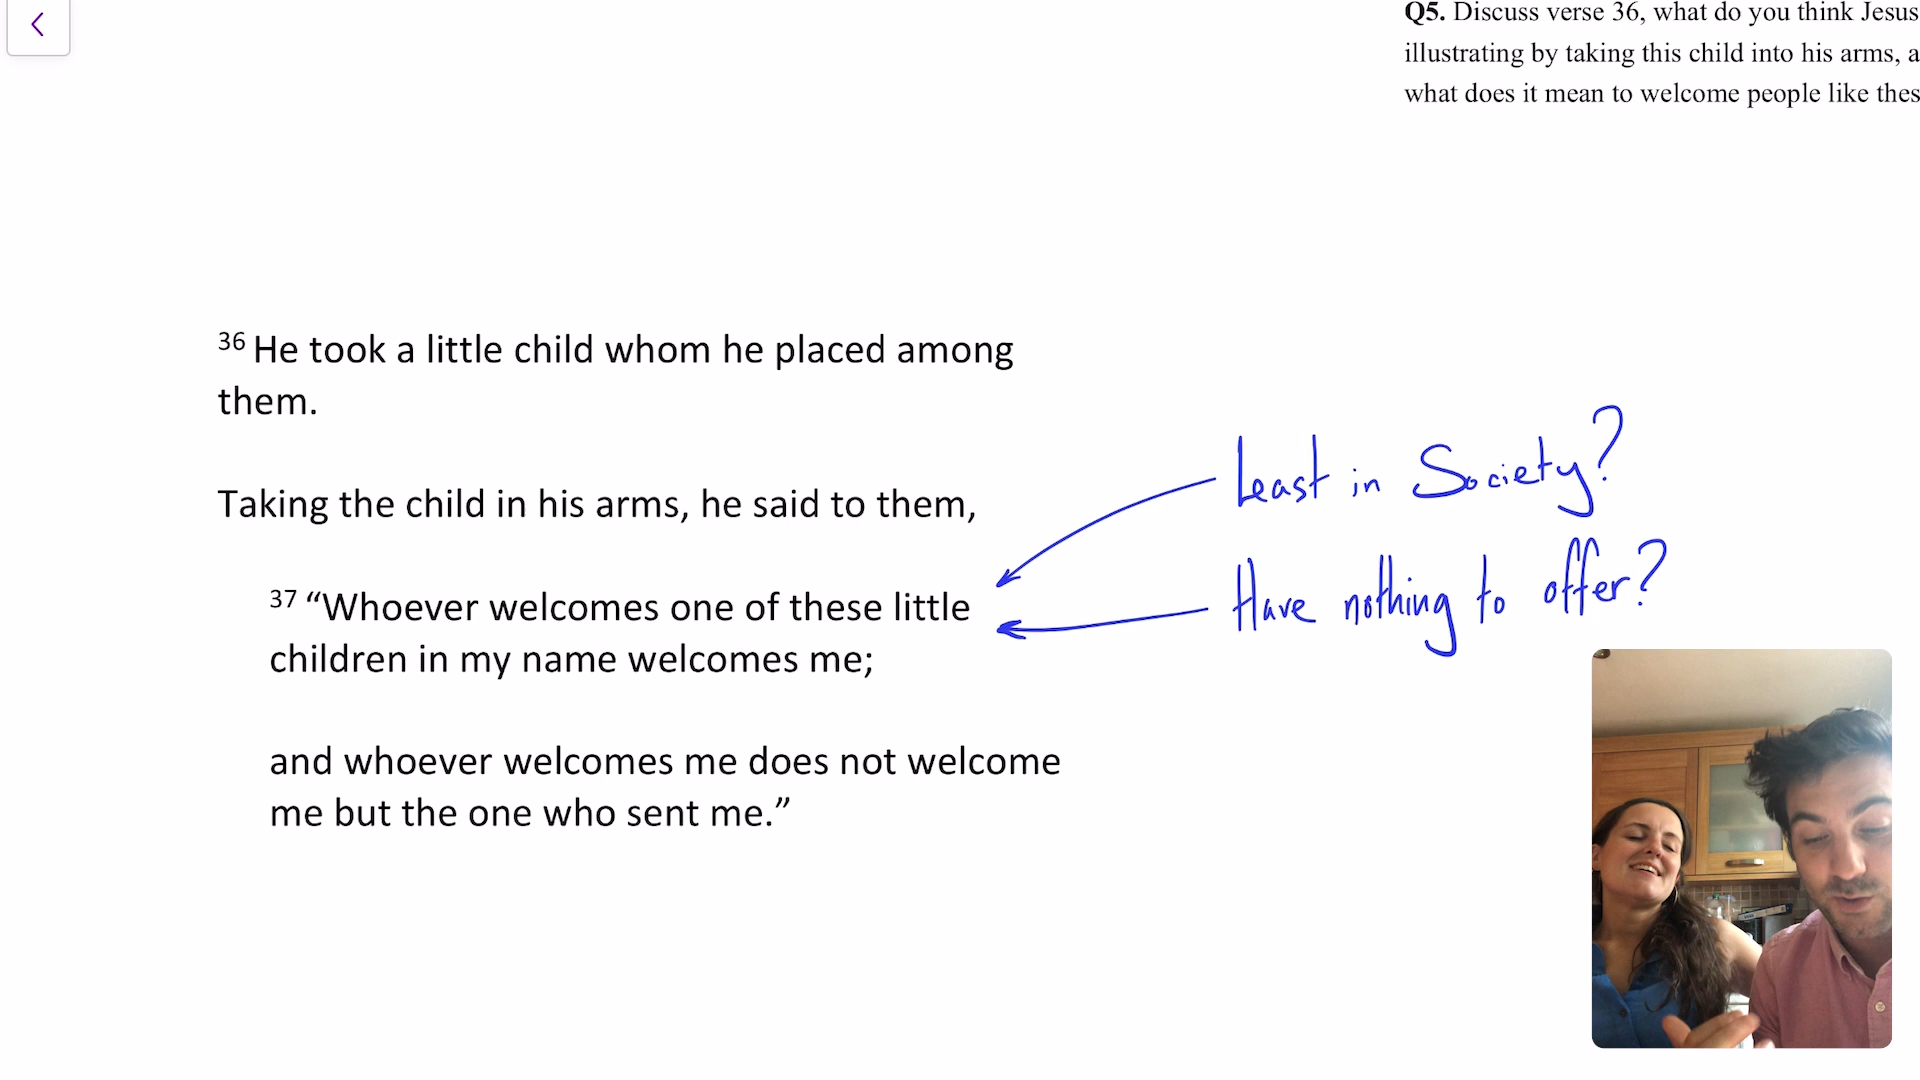 Q5. Discuss verse 36, what do you think Jesus
illustrating by taking this child into his arms, a
what does it mean to welcome people like thes
36 He took a little child whom he placed among
them.
Taking the child in his arms, he said to them,
37 “Whoever welcomes one of these little
children in my name welcomes me;
and whoever welcomes me does not welcome
me but the one who sent me.”
Least in Society?
Have nothing to offer?